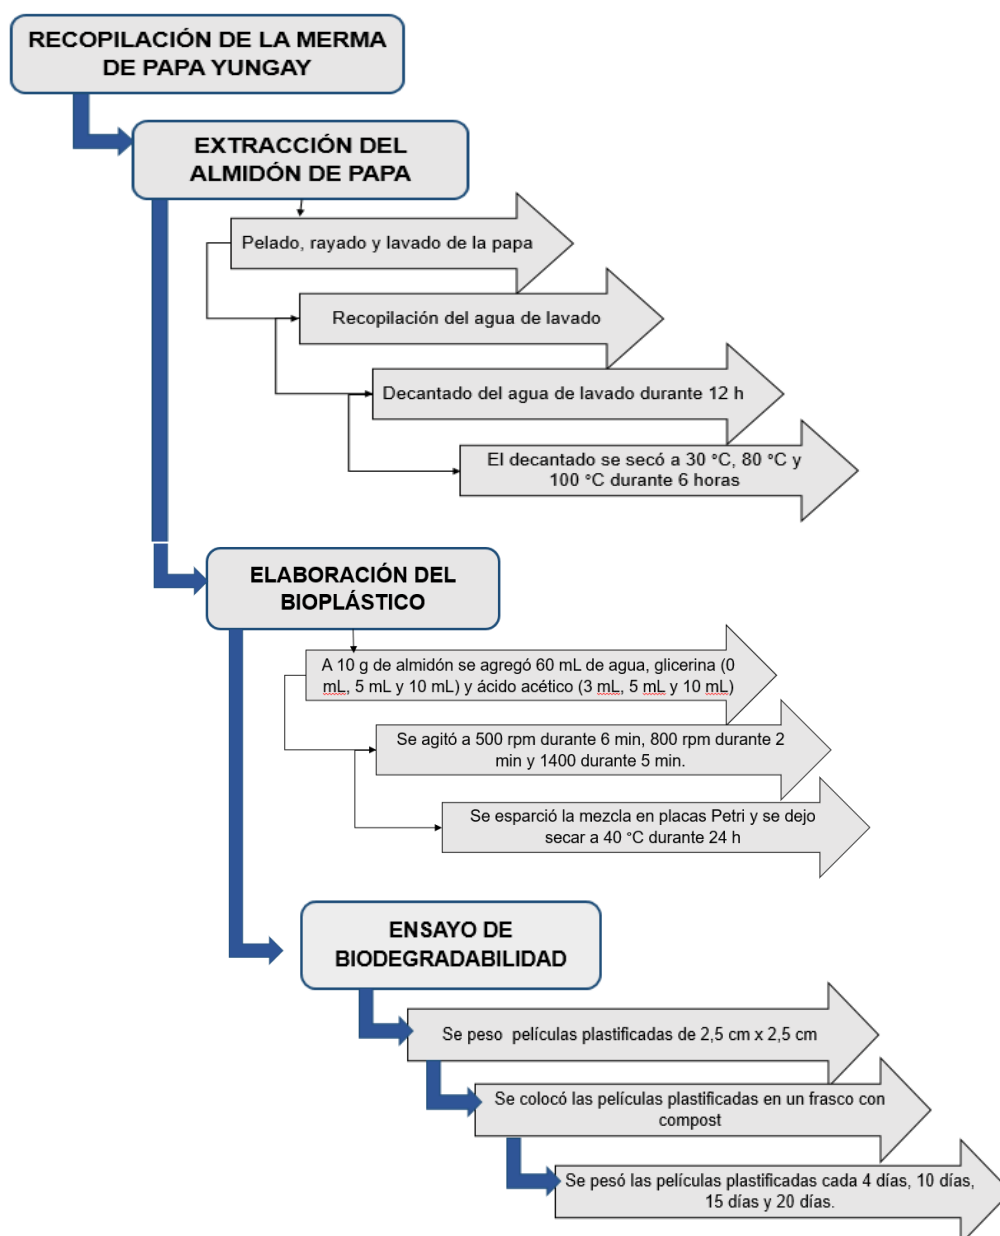 RECOPILACIÓN DE LA MERMA
DE PAPA YUNGAY
EXTRACCIÓN DEL
ALMIDÓN DE PAPA
Pelado, rayado y lavado de la papa
Recopilación del agua de lavado
Decantado del agua de lavado durante 12 h
El decantado se secó a 30 °C, 80 °C y
100 °C durante 6 horas
ELABORACIÓN DEL
BIOPLÁSTICO
A 10 g de almidón se agregó 60 mL de agua, glicerina (0
mL, 5 mL y 10 mL) y ácido acético (3 mL, 5 mL y 10 mL)
Se agitó a 500 rpm durante 6 min, 800 rpm durante 2
min y 1400 durante 5 min.
Se esparció la mezcla en placas Petri y se dejo
secar a 40 °C durante 24 h
ENSAYO DE
BIODEGRADABILIDAD
Se peso películas plastificadas de 2,5 cm x 2,5 cm
Se colocó las películas plastificadas en un frasco con
compost
Se pesó las películas plastificadas cada 4 días, 10 días,
15 días y 20 días.